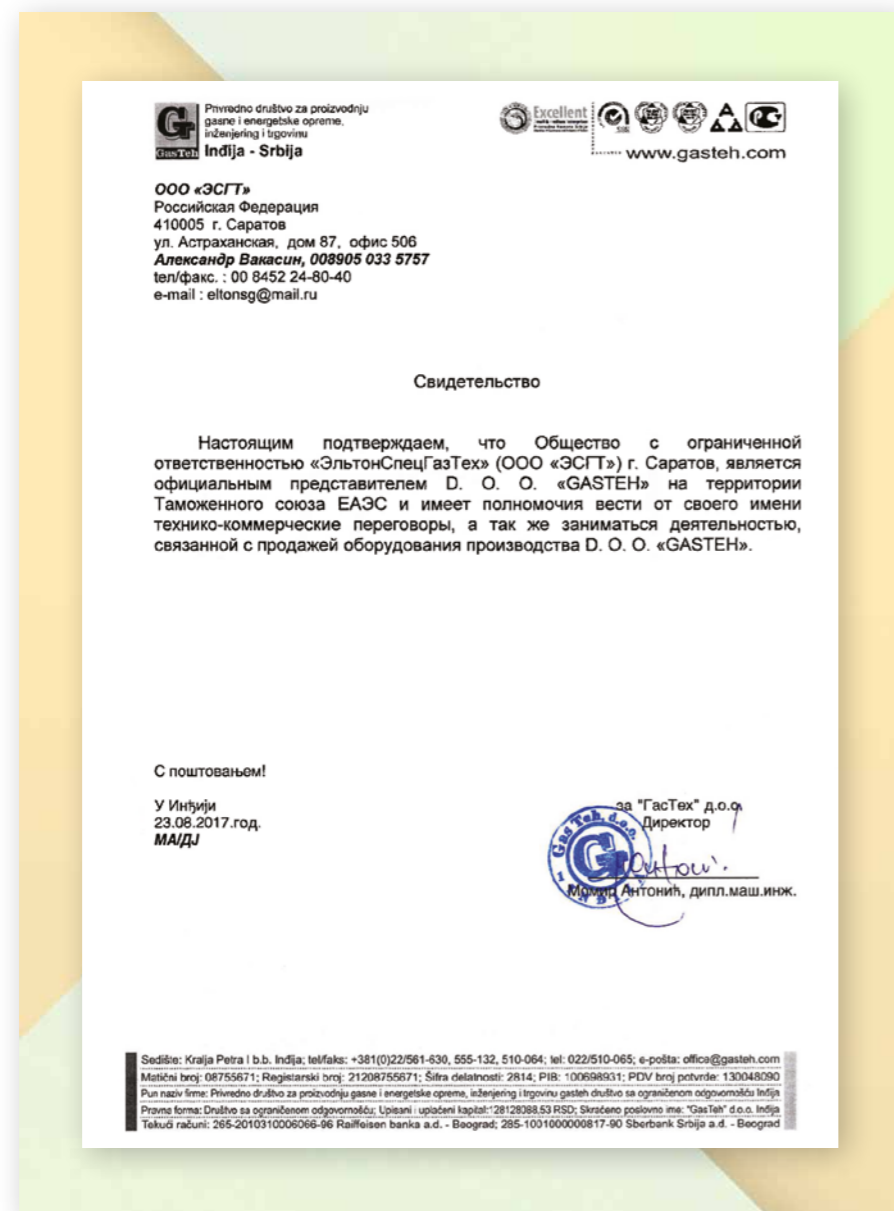 Privredno društvo za proizvodnju
gasne i energetske opreme,
inženjering i trgovinu
GasTeh Inđija - Srbija
Excellent
www.gasteh.com
ООО «ЭСГТ»
Российская Федерация
410005 г. Саратов
ул. Астраханская, дом 87, офис 506
Александр Вакасин, 008905 033 5757
tел/факс. : 00 8452 24-80-40
e-mail : eltonsg@mail.ru
Свидетельство
Настоящим подтверждаем, что Общество с ограниченной
ответственностью «ЭльтонСпецГазТех» (ООО «ЭСГТ») г. Саратов, является
официальным представителем D. O. O. «GASTEH» на территории
Таможенного союза ЕАЭС и имеет полномочия вести от своего имени
технико-коммерческие переговоры, а так же заниматься деятельностью,
связанной с продажей оборудования производства D. O. O. «GASTEH».
С поштовањем!
У Инђији
23.08.2017.год.
МА/ДЈ
за "ГасТех" д.о.о.
Директор
Gas Teh, d.o.o.
INĐIJA
Момир Антонић, дипл.маш.инж.
Sedište: Kralja Petra I b.b. Inđija; tel/faks: +381(0)22/561-630, 555-132, 510-064; tel: 022/510-065; e-pošta: office@gasteh.com
Matični broj: 08755671; Registarski broj: 21208755671; Šifra delatnosti: 2814; PIB: 100698931; PDV broj potvrde: 130048090
Pun naziv firme: Privredno društvo za proizvodnju gasne i energetske opreme, inženjering i trgovinu gasteh društvo sa ograničenom odgovornošću Inđija
Pravna forma: Društvo sa ograničenom odgovornošću; Upisani i uplaćeni kapital:128128088,53 RSD; Skraćeno poslovno ime: "GasTeh" d.o.o. Inđija
Tekući računi: 265-2010310006066-96 Raiffeisen banka a.d. - Beograd; 285-1001000000817-90 Sberbank Srbija a.d. - Beograd